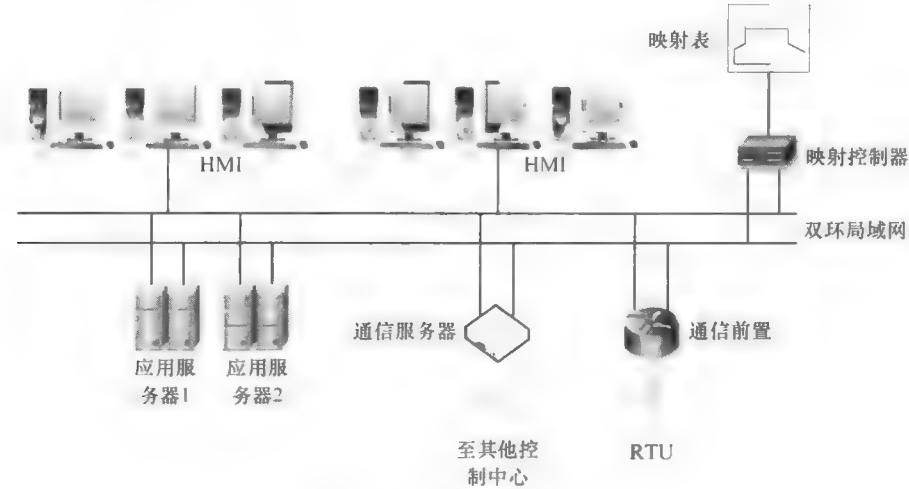 映射表
HMI
HMI
映射控制器
双环局域网
通信服务器
通信前置
应用服
务器1
应用服
务器2
至其他控
制中心
RTU